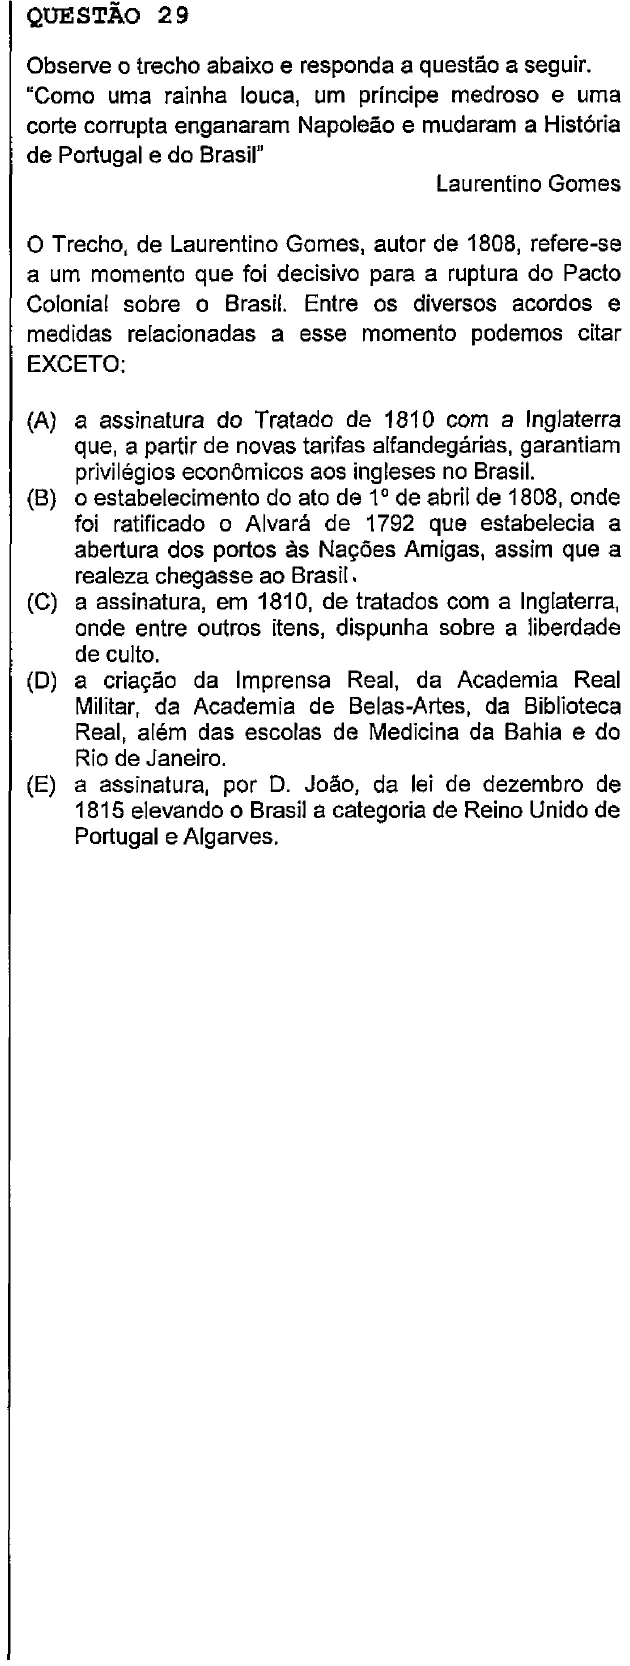 QUESTÃO 29
Observe o trecho abaixo e responda a questão a seguir.
"Como uma rainha louca, um príncipe medroso e uma
corte corrupta enganaram Napoleão e mudaram a História
de Portugal e do Brasil"
Laurentino Gomes
O Trecho, de Laurentino Gomes, autor de 1808, refere-se
a um momento que foi decisivo para a ruptura do Pacto
Colonial sobre o Brasil. Entre os diversos acordos e
medidas relacionadas a esse momento podemos citar
EXCETO:
(A) a assinatura do Tratado de 1810 com a Inglaterra
que, a partir de novas tarifas alfandegárias, garantiam
privilégios econômicos aos ingleses no Brasil.
(B) o estabelecimento do ato de 1º de abril de 1808, onde
foi ratificado o Alvará de 1792 que estabelecia a
abertura dos portos às Nações Amigas, assim que a
realeza chegasse ao Brasil.
(C) a assinatura, em 1810, de tratados com a Inglaterra,
onde entre outros itens, dispunha sobre a liberdade
de culto.
(D) a criação da Imprensa Real, da Academia Real
Militar, da Academia de Belas-Artes, da Biblioteca
Real, além das escolas de Medicina da Bahia e do
Rio de Janeiro.
(E) a assinatura, por D. João, da lei de dezembro de
1815 elevando o Brasil a categoria de Reino Unido de
Portugal e Algarves.